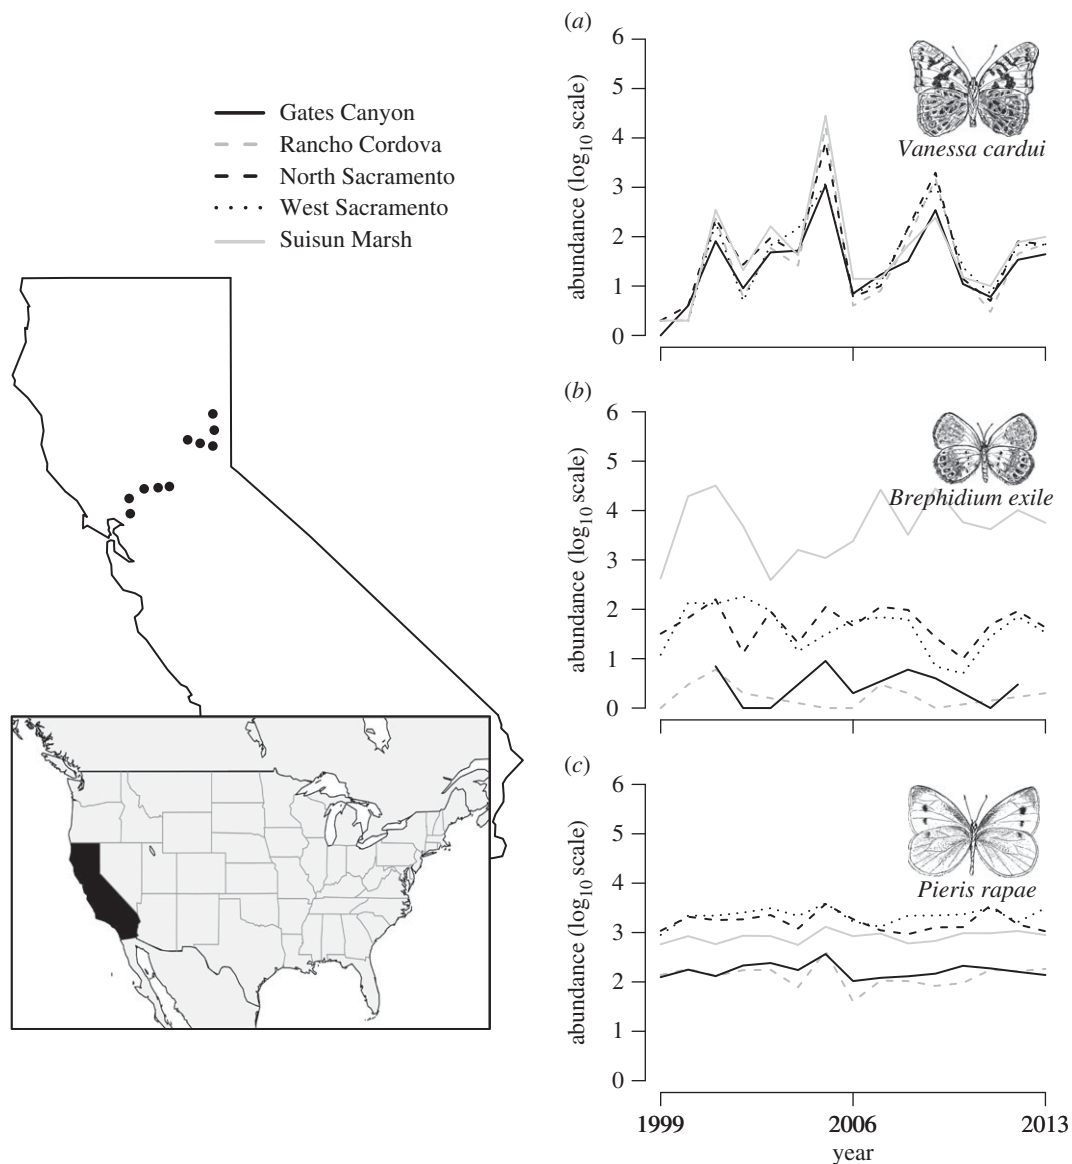 Gates Canyon
Rancho Cordova
North Sacramento
West Sacramento
Suisun Marsh
(a)
6
5
4
3
2
1
0
abundance (log10 scale)
Vanessa cardui
(b)
6
5
4
3
2
1
0
abundance (log10 scale)
Brephidium exile
(c)
6
5
4
3
2
1
0
abundance (log10 scale)
Pieris rapae
1999 2006 2013
year